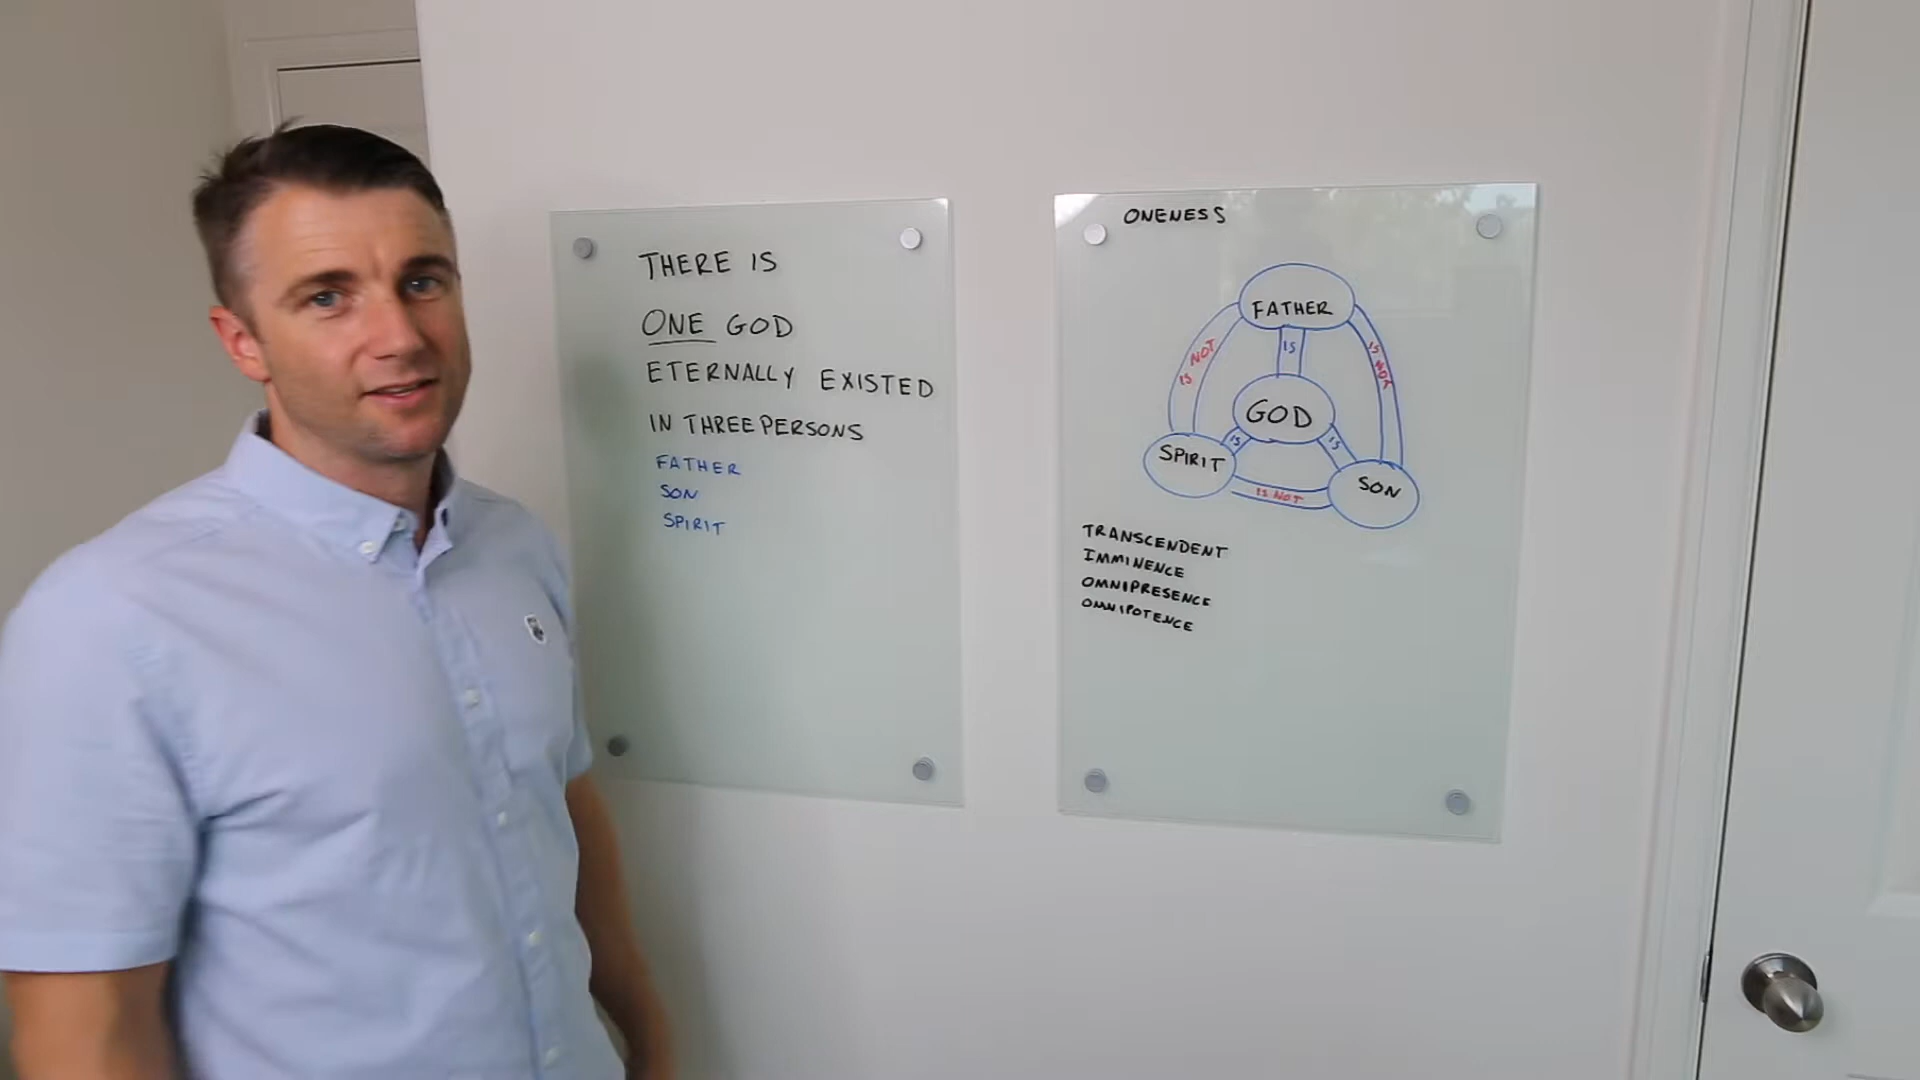 THERE IS
ONE GOD
ETERNALLY EXISTED
IN THREE PERSONS
FATHER
SON
SPIRIT
ONENESS
FATHER
IS NOT
IS
IS NOT
GOD
IS
IS
SPIRIT
IS NOT
SON
TRANSCENDENT
IMMINENCE
OMNIPRESENCE
OMNIPOTENCE